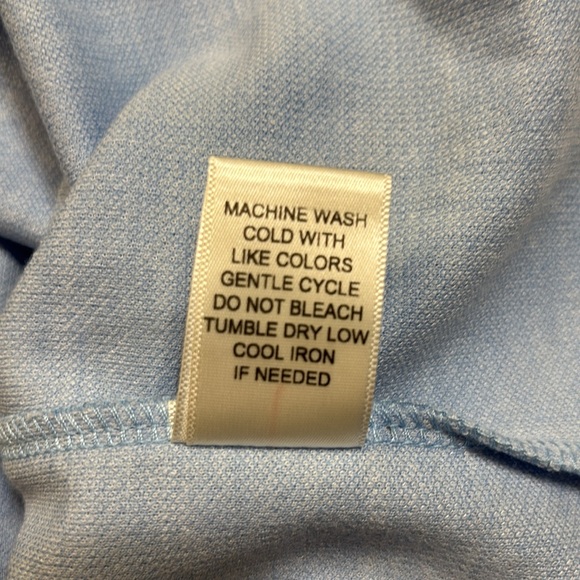 MACHINE WASH
COLD WITH
LIKE COLORS
GENTLE CYCLE
DO NOT BLEACH
TUMBLE DRY LOW
COOL IRON
IF NEEDED